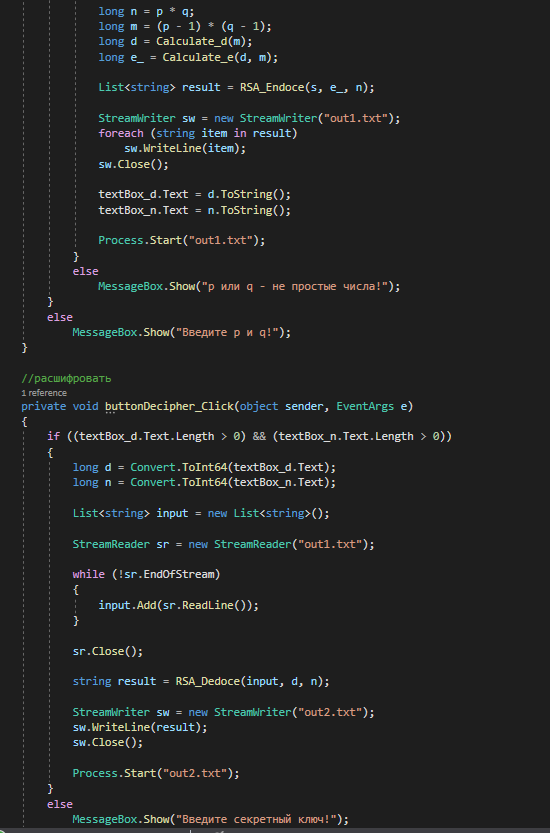 long n = p * q;
long m = (p - 1) * (q - 1);
long d = Calculate_d(m);
long e_ = Calculate_e(d, m);
List<string> result = RSA_Endoce(s, e_, n);
StreamWriter sw = new StreamWriter("out1.txt");
foreach (string item in result)
sw.WriteLine(item);
sw.Close();
textBox_d.Text = d.ToString();
textBox_n.Text = n.ToString();
Process.Start("out1.txt");
}
else
MessageBox.Show("p или q - не простые числа!");
}
else
MessageBox.Show("Введите p и q!");
}
//расшифровать
1 reference
private void buttonDecipher_Click(object sender, EventArgs e)
{
if ((textBox_d.Text.Length > 0) && (textBox_n.Text.Length > 0))
{
long d = Convert.ToInt64(textBox_d.Text);
long n = Convert.ToInt64(textBox_n.Text);
List<string> input = new List<string>();
StreamReader sr = new StreamReader("out1.txt");
while (!sr.EndOfStream)
{
input.Add(sr.ReadLine());
}
sr.Close();
string result = RSA_Dedoce(input, d, n);
StreamWriter sw = new StreamWriter("out2.txt");
sw.WriteLine(result);
sw.Close();
Process.Start("out2.txt");
}
else
MessageBox.Show("Введите секретный ключ!");